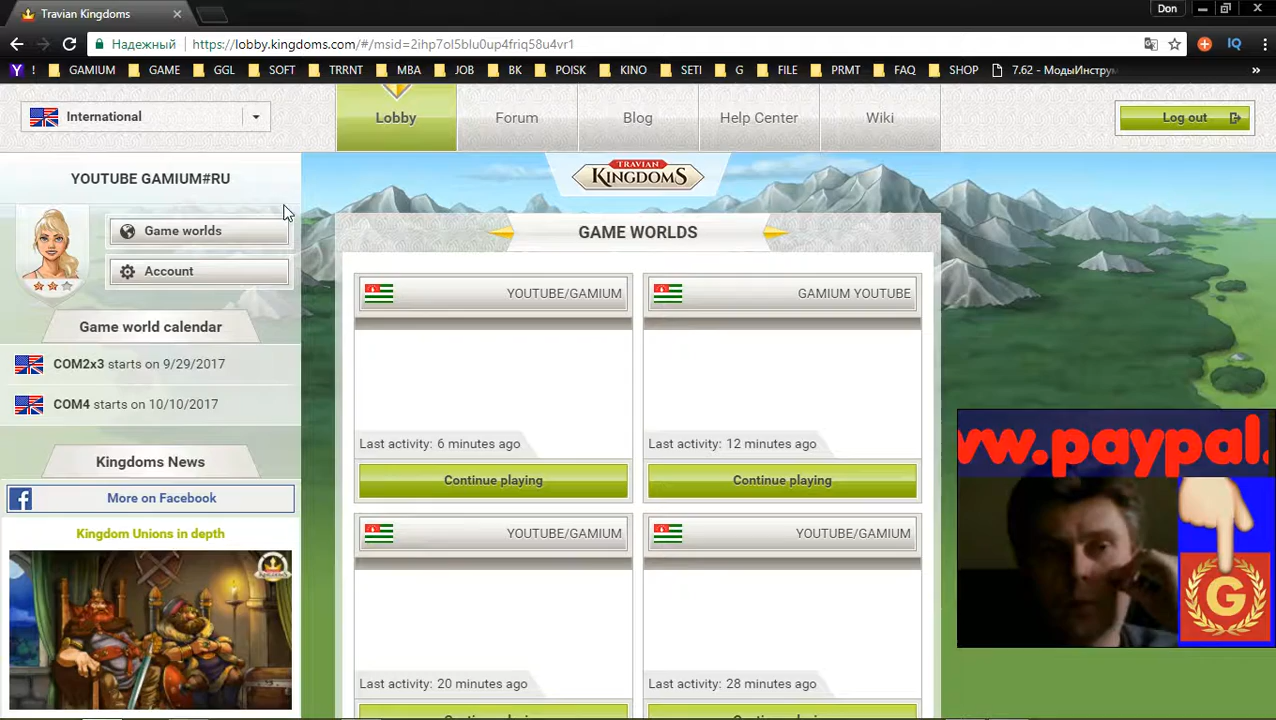 Travian Kingdoms
Don
Надежный https://lobby.kingdoms.com/#/msid=2ihp7ol5blu0up4friq58u4vr1
IQ
Y ! GAMIUM GAME GGL SOFT TRRNT MBA JOB BK POISK KINO SETI G FILE PRMT FAQ SHOP 7.62 - МодыИнструм »
International
Lobby
Forum
Blog
Help Center
Wiki
Log out
YOUTUBE GAMIUM#RU
Game worlds
Account
Game world calendar
COM2x3 starts on 9/29/2017
COM4 starts on 10/10/2017
Kingdoms News
More on Facebook
Kingdom Unions in depth
KINGDOMS
TRAVIAN
KINGDOMS
GAME WORLDS
YOUTUBE/GAMIUM
Last activity: 6 minutes ago
Continue playing
GAMIUM YOUTUBE
Last activity: 12 minutes ago
Continue playing
YOUTUBE/GAMIUM
Last activity: 20 minutes ago
YOUTUBE/GAMIUM
Last activity: 28 minutes ago
vw.paypal.
G